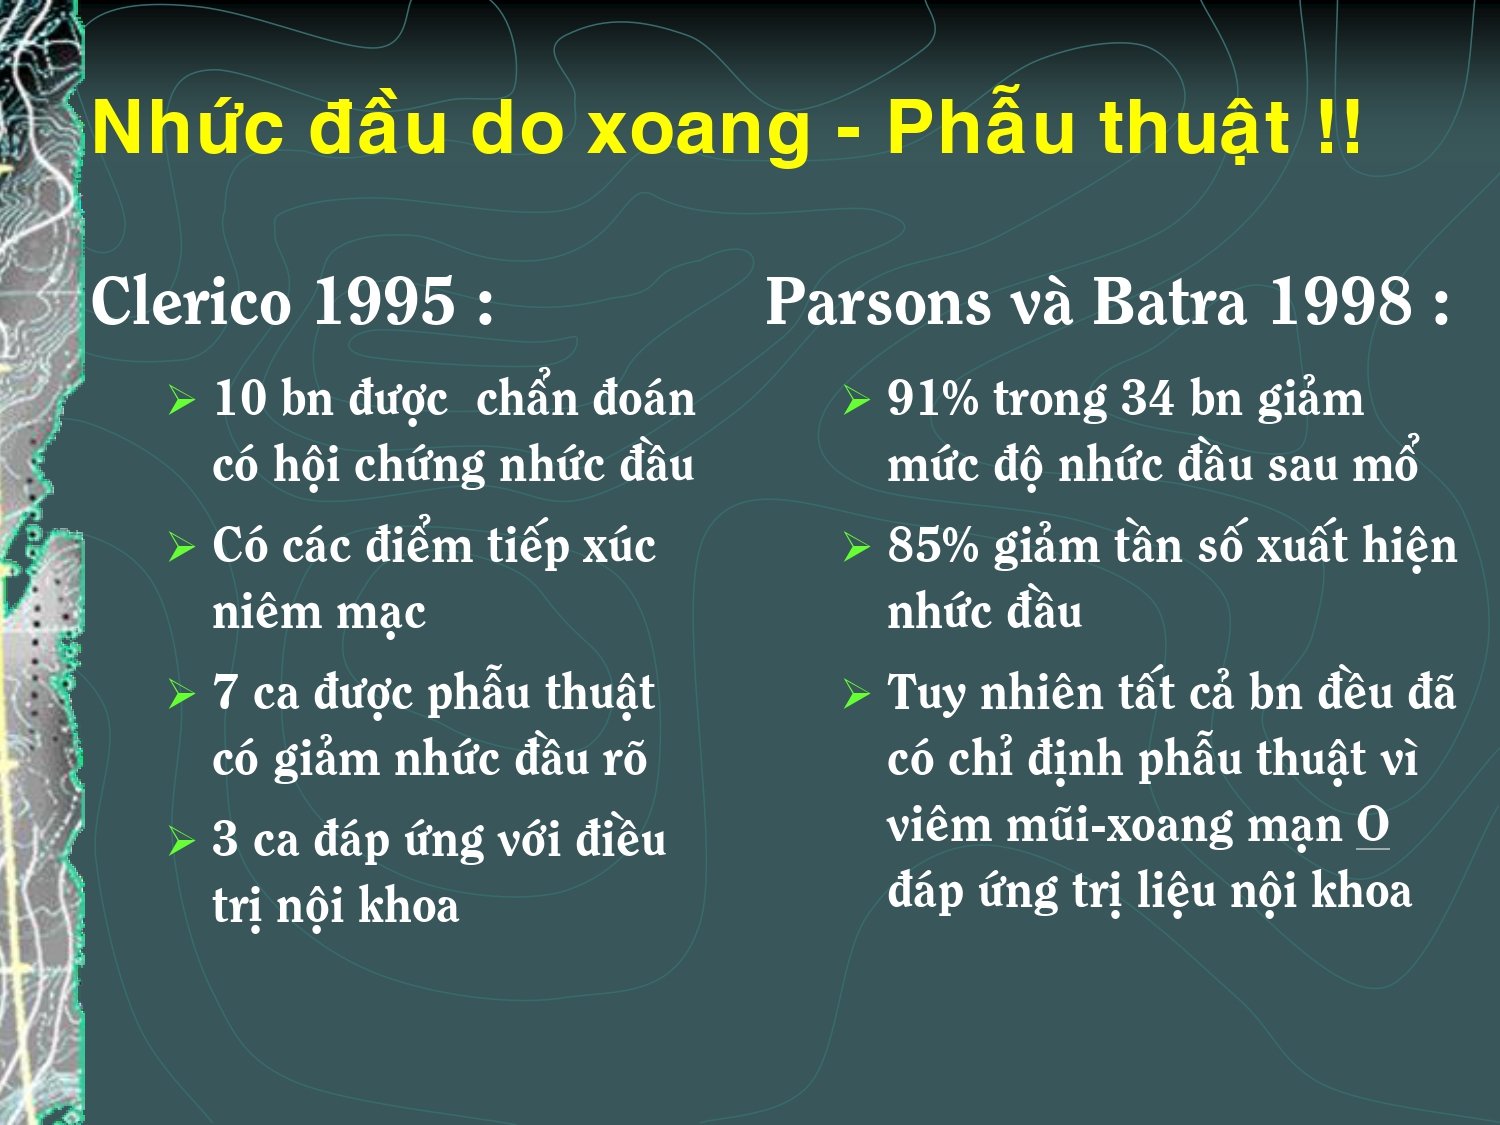 Nhức đầu do xoang - Phẫu thuật !!
Clerico 1995 :
10 bn được chẩn đoán
có hội chứng nhức đầu
Có các điểm tiếp xúc
niêm mạc
7 ca được phẫu thuật
có giảm nhức đầu rõ
3 ca đáp ứng với điều
trị nội khoa
Parsons và Batra 1998 :
91% trong 34 bn giảm
mức độ nhức đầu sau mổ
85% giảm tần số xuất hiện
nhức đầu
Tuy nhiên tất cả bn đều đã
có chỉ định phẫu thuật vì
viêm mũi-xoang mạn O
đáp ứng trị liệu nội khoa